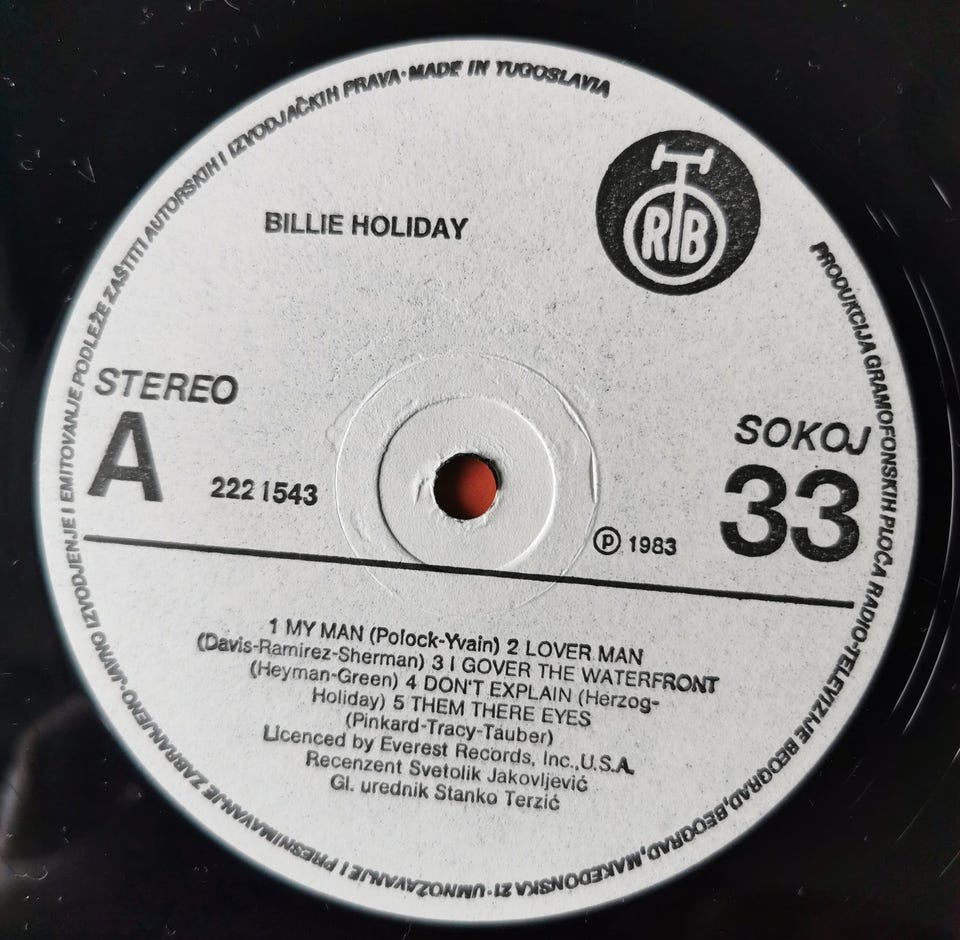 PRODUKCIJA GRAMOFONSKIH PLOČA RADIO-TELEVIZIJE BEOGRAD, BEOGRAD, MAKEDONSKA 21 · UMNOŽAVANJE I PRESNIMAVANJE ZABRANJENO · JAVNO IZVODJENJE I EMITOVANJE PODLEŽE ZAŠTITI AUTORSKIH I IZVODJAČKIH PRAVA · MADE IN YUGOSLAVIA
BILLIE HOLIDAY
RTB
STEREO
A
222 1543
SOKOJ
33
℗ 1983
1 MY MAN (Polock-Yvain) 2 LOVER MAN
(Davis-Ramirez-Sherman) 3 I GOVER THE WATERFRONT
(Heyman-Green) 4 DON'T EXPLAIN (Herzog-
Holiday) 5 THEM THERE EYES
(Pinkard-Tracy-Tauber)
Licenced by Everest Records, Inc.,U.S.A.
Recenzent Svetolik Jakovljević
Gl. urednik Stanko Terzić